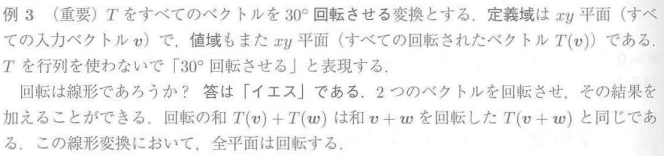 例 3 (重要) T をすべてのベクトルを 30° 回転させる変換とする．定義域は xy 平面（すべ
ての入力ベクトル v）で，値域もまた xy 平面（すべての回転されたベクトル T(v)）である．
T を行列を使わないで「30° 回転させる」と表現する．
回転は線形であろうか？ 答は「イエス」である．2 つのベクトルを回転させ，その結果を
加えることができる．回転の和 T(v) + T(w) は和 v + w を回転した T(v + w) と同じであ
る．この線形変換において，全平面は回転する．